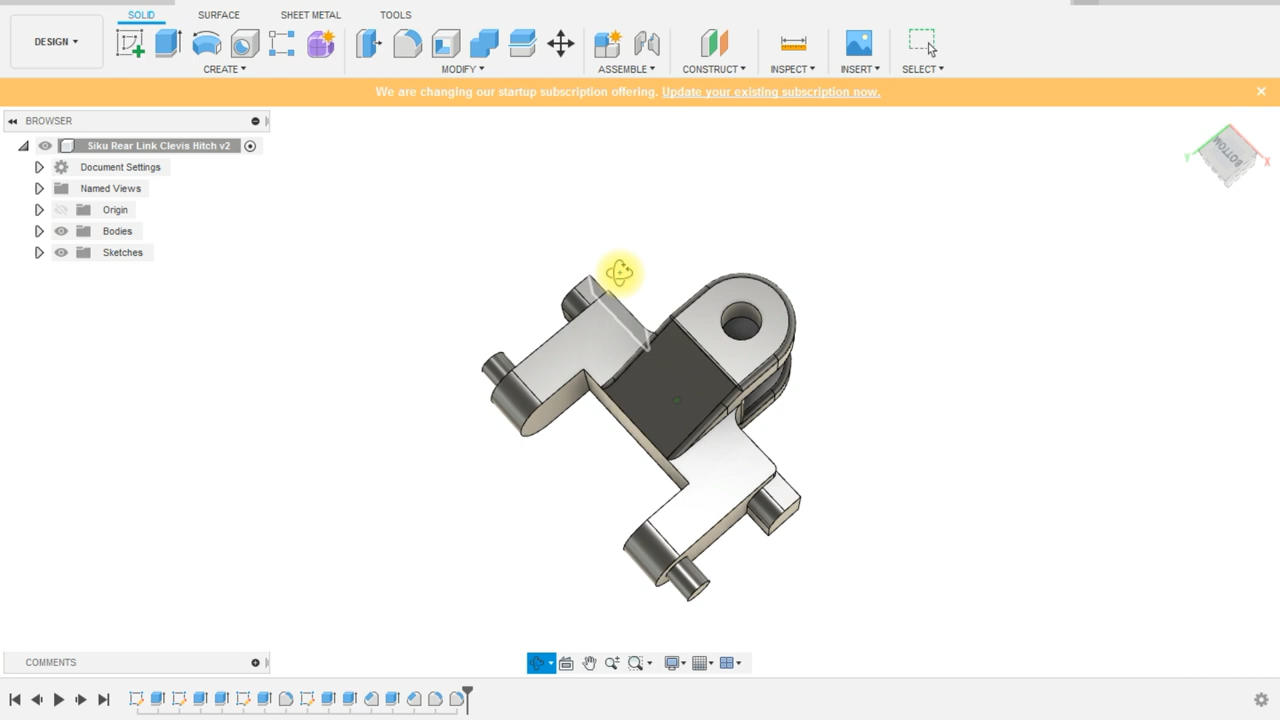 SOLID SURFACE SHEET METAL TOOLS
DESIGN
CREATE MODIFY ASSEMBLE CONSTRUCT INSPECT INSERT SELECT
We are changing our startup subscription offering. Update your existing subscription now.
BROWSER
Siku Rear Link Clevis Hitch v2
Document Settings
Named Views
Origin
Bodies
Sketches
BOTTOM
Y X
COMMENTS